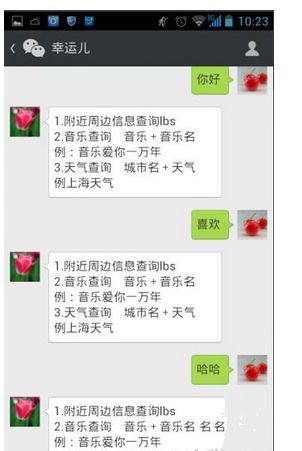 10:23
幸运儿
你好
1.附近周边信息查询lbs
2.音乐查询 音乐+音乐名
例：音乐爱你一万年
3.天气查询 城市名+天气
例上海天气
喜欢
1.附近周边信息查询lbs
2.音乐查询 音乐+音乐名
例：音乐爱你一万年
3.天气查询 城市名+天气
例上海天气
哈哈
1.附近周边信息查询lbs
2.音乐查询 音乐+音乐名 名 名
例：音乐爱你一万年